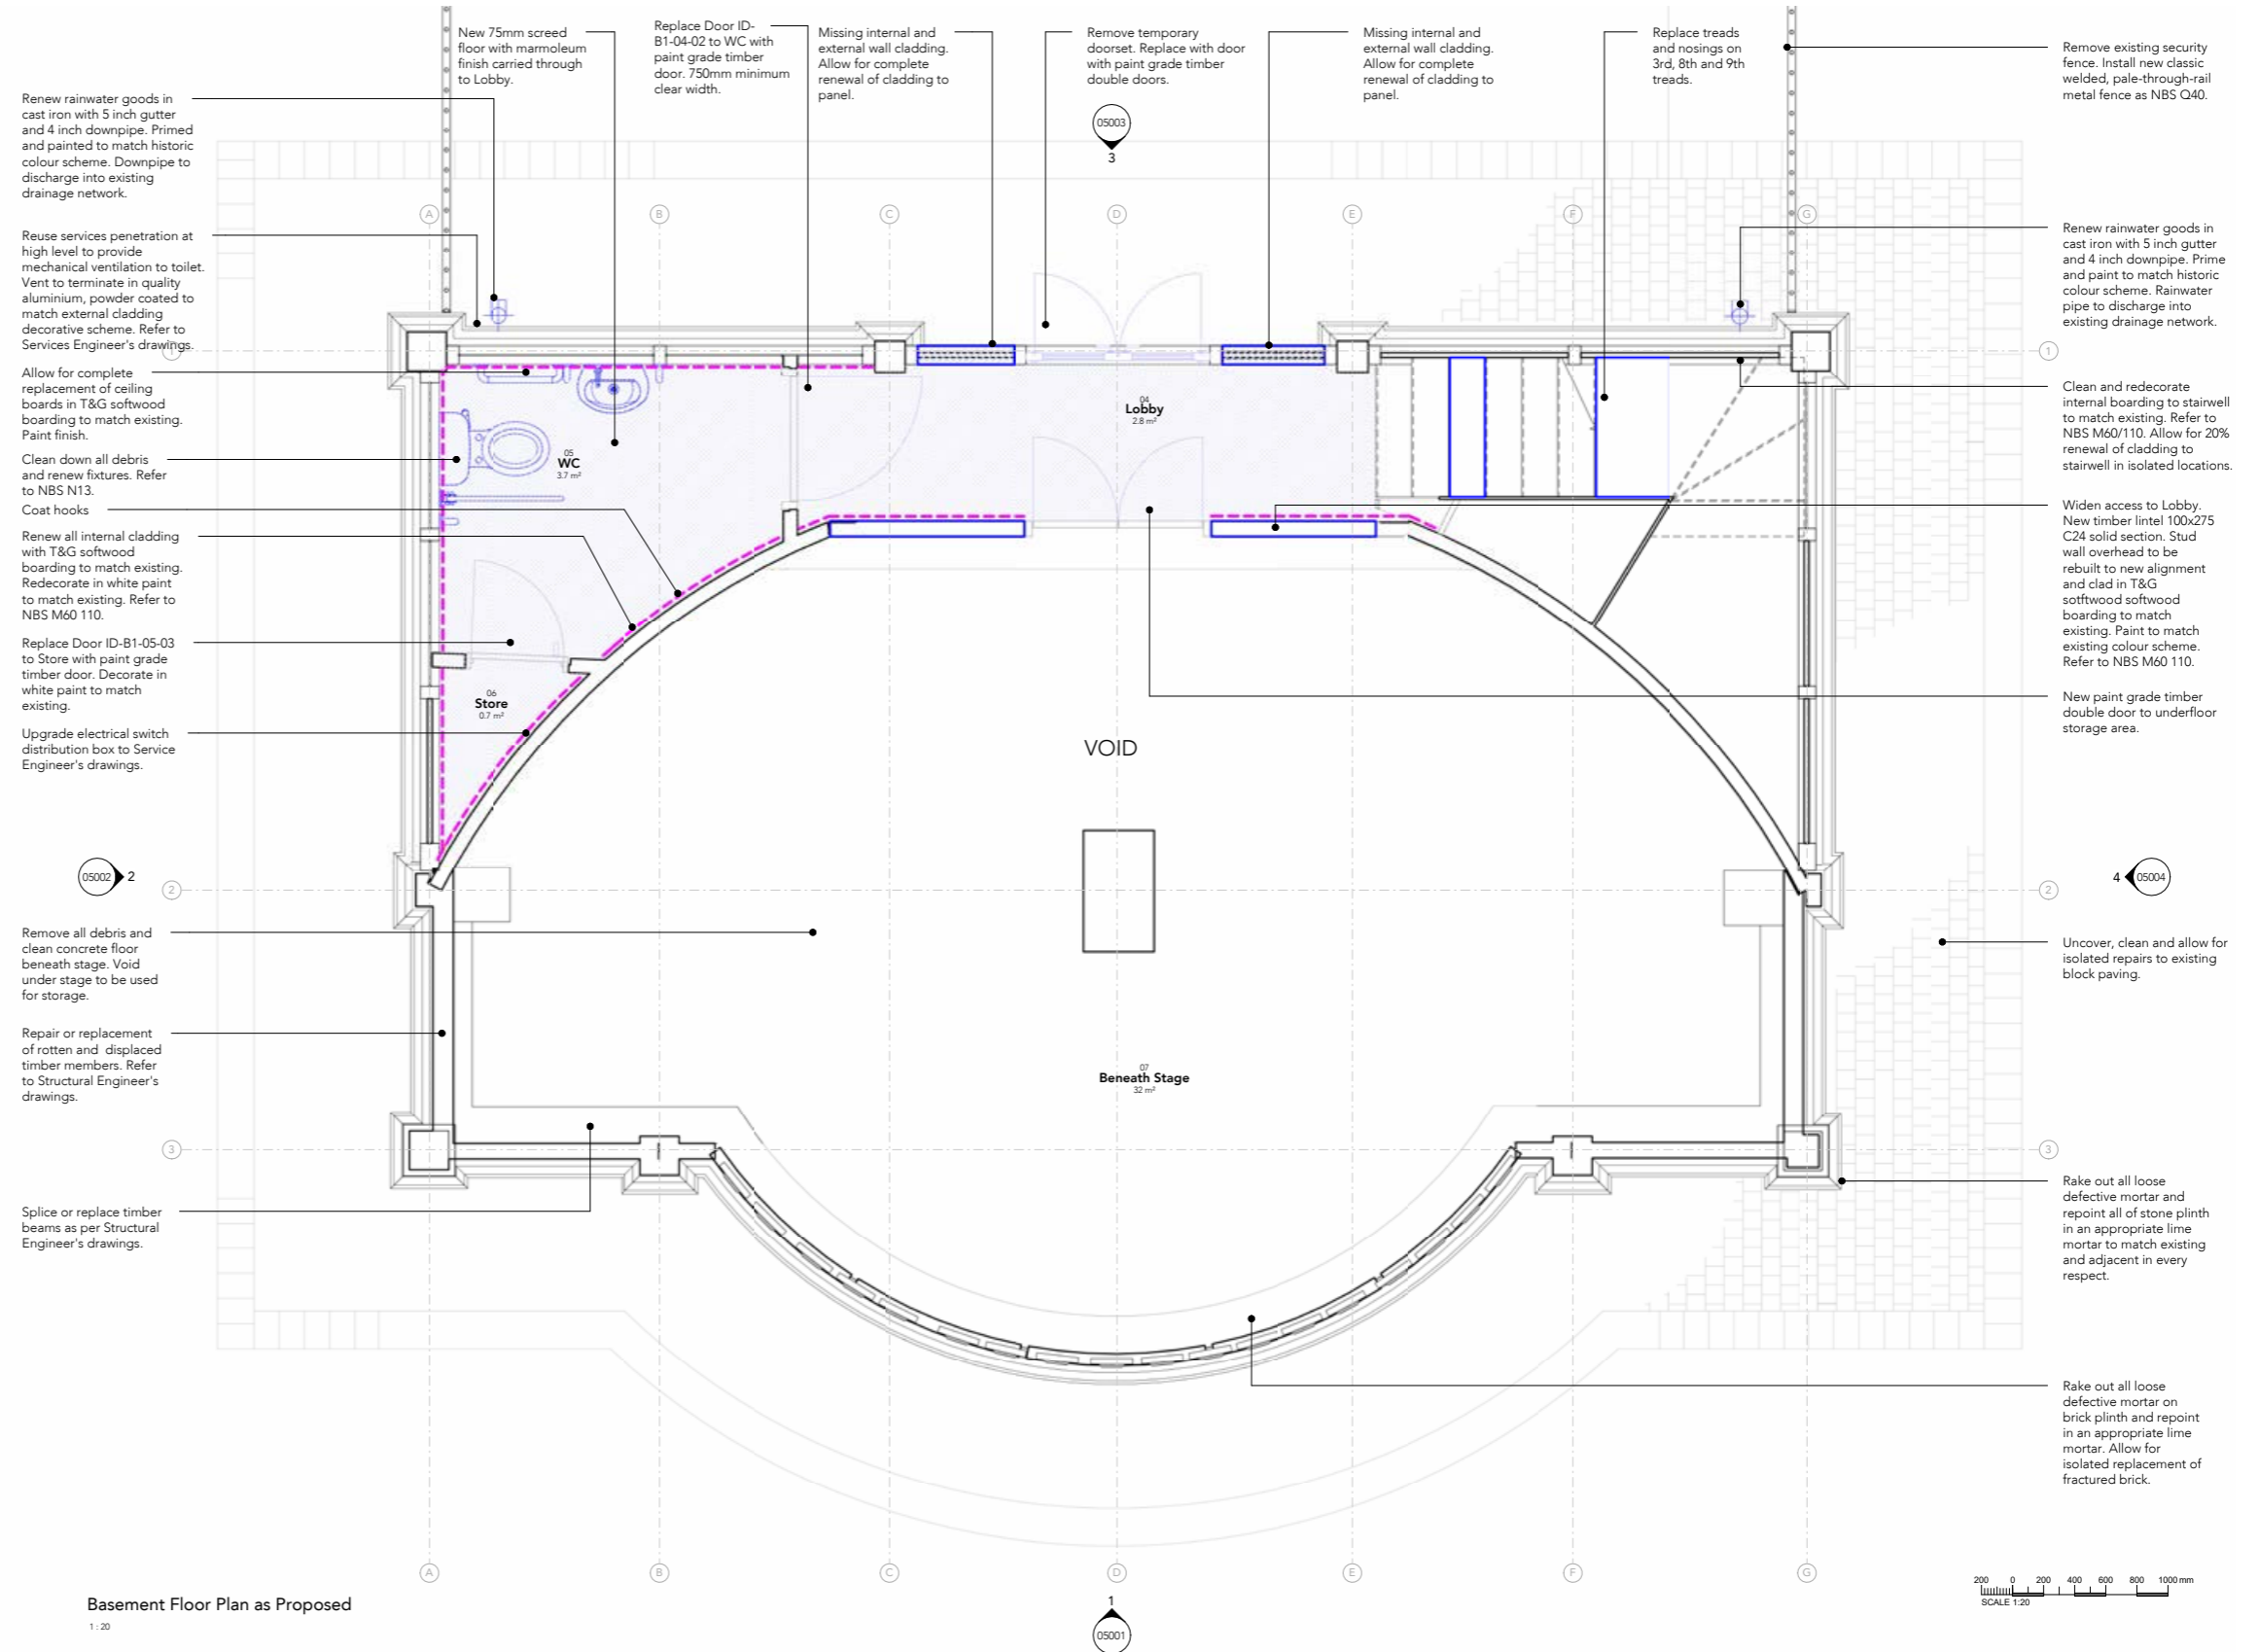 New 75mm screed
floor with marmoleum
finish carried through
to Lobby.
Replace Door ID-
B1-04-02 to WC with
paint grade timber
door. 750mm minimum
clear width.
Missing internal and
external wall cladding.
Allow for complete
renewal of cladding to
panel.
Remove temporary
doorset. Replace with door
with paint grade timber
double doors.
Missing internal and
external wall cladding.
Allow for complete
renewal of cladding to
panel.
Replace treads
and nosings on
3rd, 8th and 9th
treads.
Remove existing security
fence. Install new classic
welded, pale-through-rail
metal fence as NBS Q40.
Renew rainwater goods in
cast iron with 5 inch gutter
and 4 inch downpipe. Primed
and painted to match historic
colour scheme. Downpipe to
discharge into existing
drainage network.
Reuse services penetration at
high level to provide
mechanical ventilation to toilet.
Vent to terminate in quality
aluminium, powder coated to
match external cladding
decorative scheme. Refer to
Services Engineer's drawings.
Allow for complete
replacement of ceiling
boards in T&G softwood
boarding to match existing.
Paint finish.
Clean down all debris
and renew fixtures. Refer
to NBS N13.
Coat hooks
Renew all internal cladding
with T&G softwood
boarding to match existing.
Redecorate in white paint
to match existing. Refer to
NBS M60 110.
Replace Door ID-B1-05-03
to Store with paint grade
timber door. Decorate in
white paint to match
existing.
Upgrade electrical switch
distribution box to Service
Engineer's drawings.
05002
2
Remove all debris and
clean concrete floor
beneath stage. Void
under stage to be used
for storage.
Repair or replacement
of rotten and displaced
timber members. Refer
to Structural Engineer's
drawings.
Splice or replace timber
beams as per Structural
Engineer's drawings.
05003
3
A
B
C
D
E
F
G
1
2
2
3
3
04
Lobby
2.8 m²
05
WC
3.7 m²
06
Store
0.7 m²
VOID
07
Beneath Stage
32 m²
Renew rainwater goods in
cast iron with 5 inch gutter
and 4 inch downpipe. Prime
and paint to match historic
colour scheme. Rainwater
pipe to discharge into
existing drainage network.
Clean and redecorate
internal boarding to stairwell
to match existing. Refer to
NBS M60/110. Allow for 20%
renewal of cladding to
stairwell in isolated locations.
Widen access to Lobby.
New timber lintel 100x275
C24 solid section. Stud
wall overhead to be
rebuilt to new alignment
and clad in T&G
sotftwood softwood
boarding to match
existing. Paint to match
existing colour scheme.
Refer to NBS M60 110.
New paint grade timber
double door to underfloor
storage area.
4
05004
Uncover, clean and allow for
isolated repairs to existing
block paving.
Rake out all loose
defective mortar and
repoint all of stone plinth
in an appropriate lime
mortar to match existing
and adjacent in every
respect.
Rake out all loose
defective mortar on
brick plinth and repoint
in an appropriate lime
mortar. Allow for
isolated replacement of
fractured brick.
A
B
C
D
E
F
G
1
05001
Basement Floor Plan as Proposed
1 : 20
200 0 200 400 600 800 1000 mm
SCALE 1:20